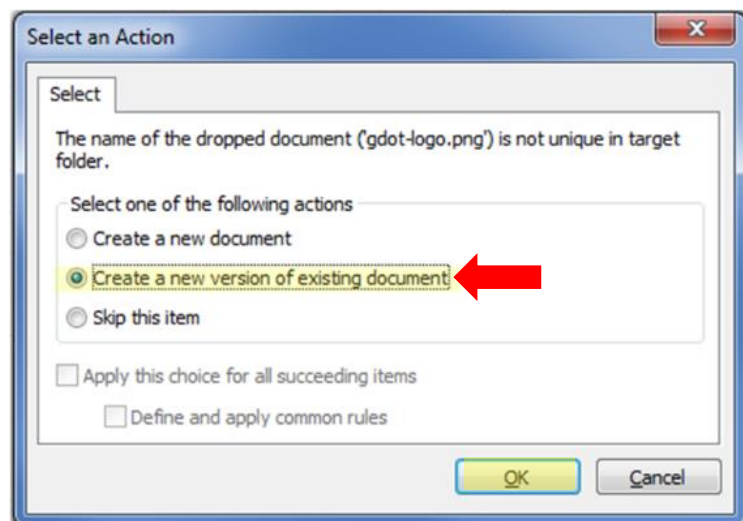 Select an Action
Select
The name of the dropped document ('gdot-logo.png') is not unique in target
folder.
Select one of the following actions
Create a new document
Create a new version of existing document
Skip this item
Apply this choice for all succeeding items
Define and apply common rules
OK
Cancel